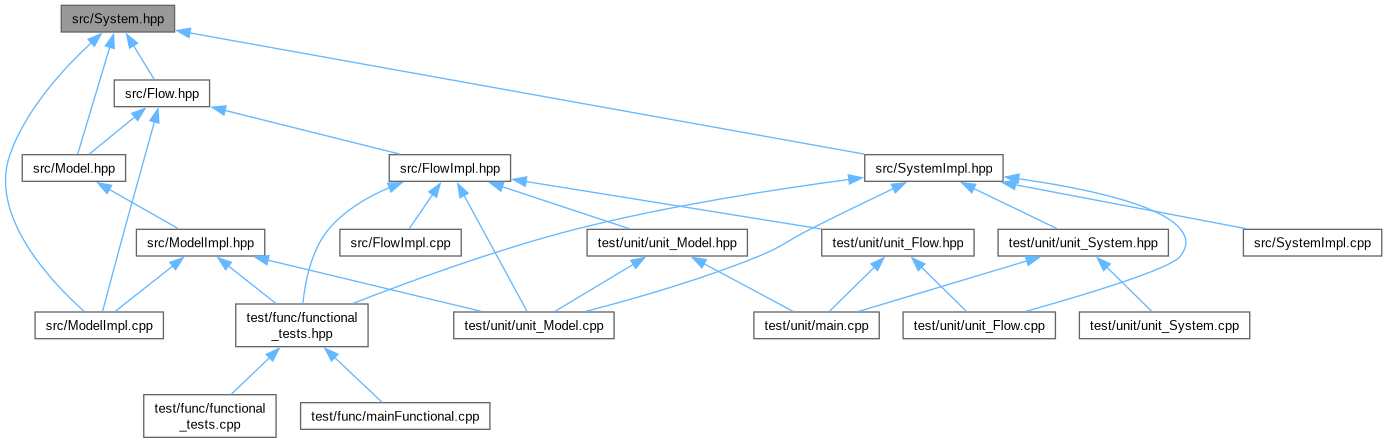 src/System.hpp
src/Flow.hpp
src/Model.hpp
src/FlowImpl.hpp
src/SystemImpl.hpp
src/ModelImpl.hpp
src/FlowImpl.cpp
test/unit/unit_Model.hpp
test/unit/unit_Flow.hpp
test/unit/unit_System.hpp
src/SystemImpl.cpp
src/ModelImpl.cpp
test/func/functional
_tests.hpp
test/unit/unit_Model.cpp
test/unit/main.cpp
test/unit/unit_Flow.cpp
test/unit/unit_System.cpp
test/func/functional
_tests.cpp
test/func/mainFunctional.cpp